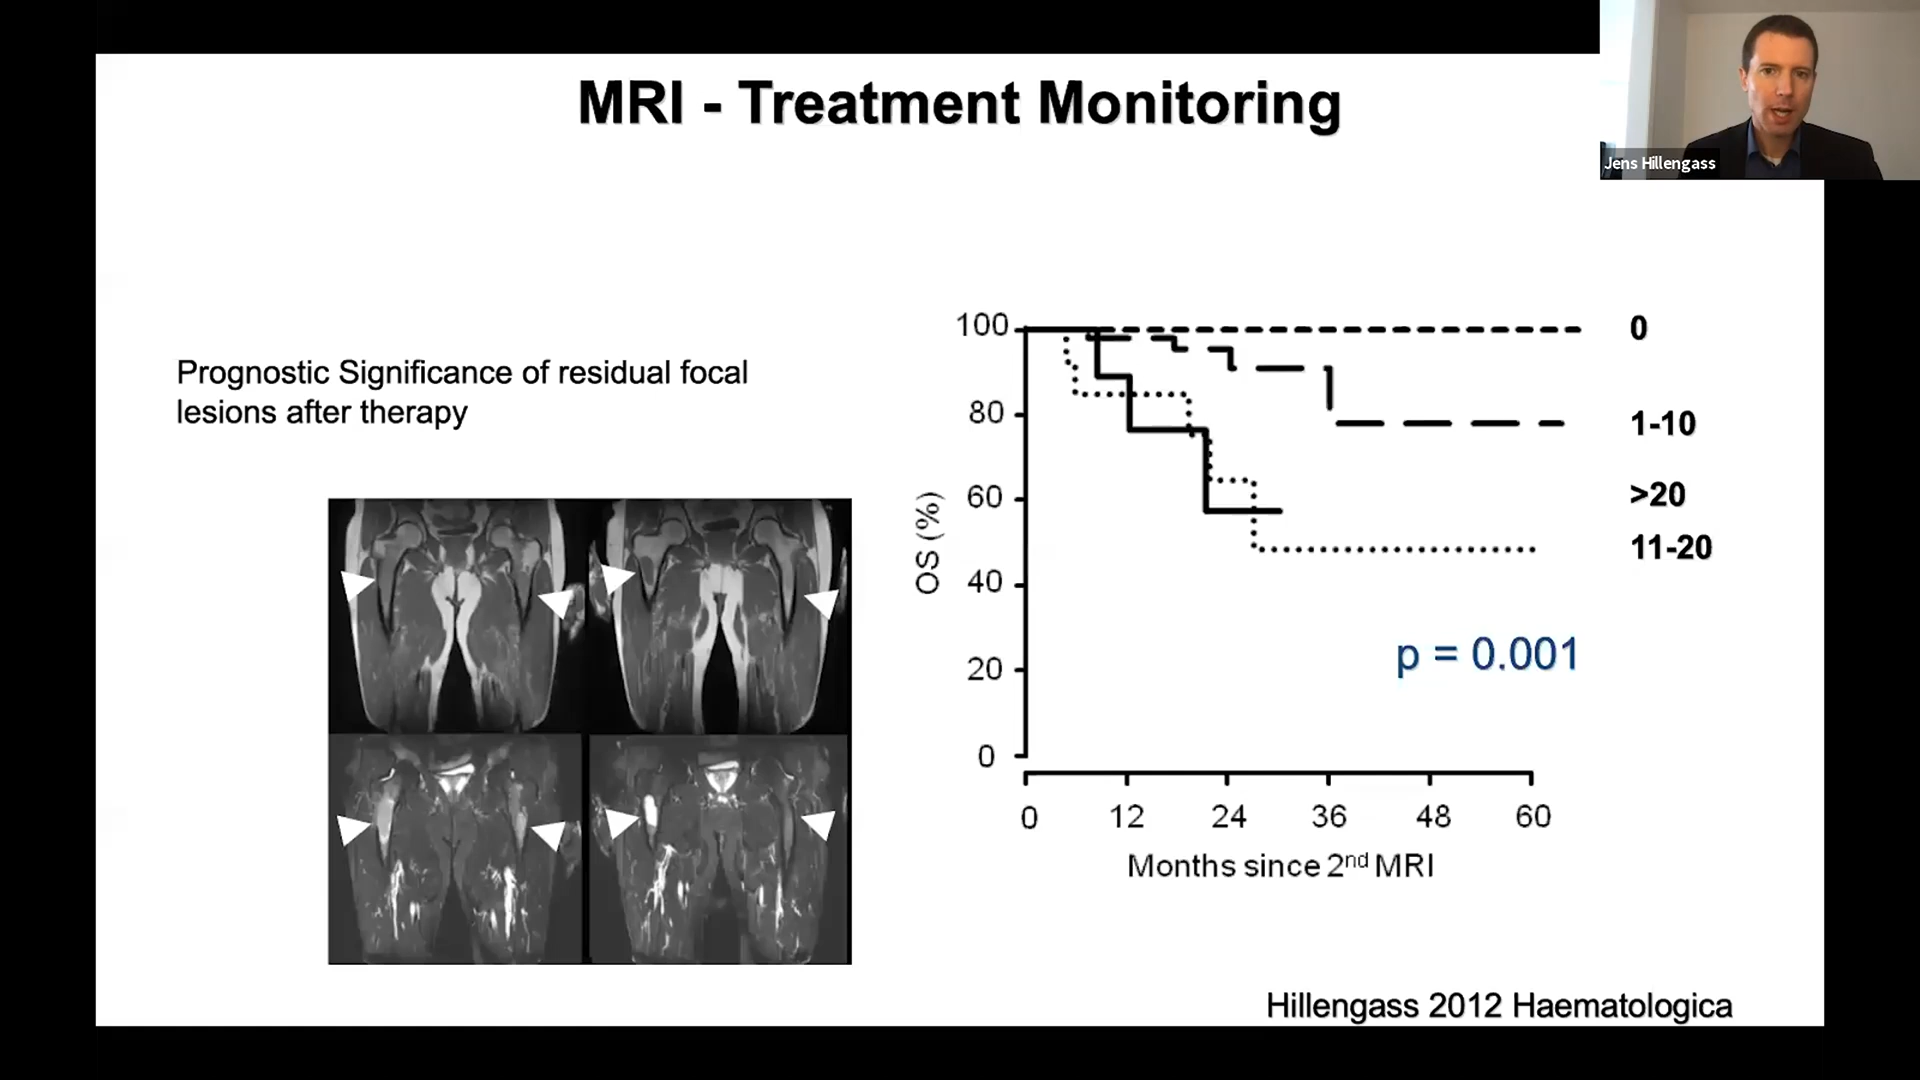 MRI - Treatment Monitoring
Jens Hillengass
Prognostic Significance of residual focal
lesions after therapy
100
80
60
40
20
0
OS (%)
0
1-10
>20
11-20
p = 0.001
0 12 24 36 48 60
Months since 2nd MRI
Hillengass 2012 Haematologica